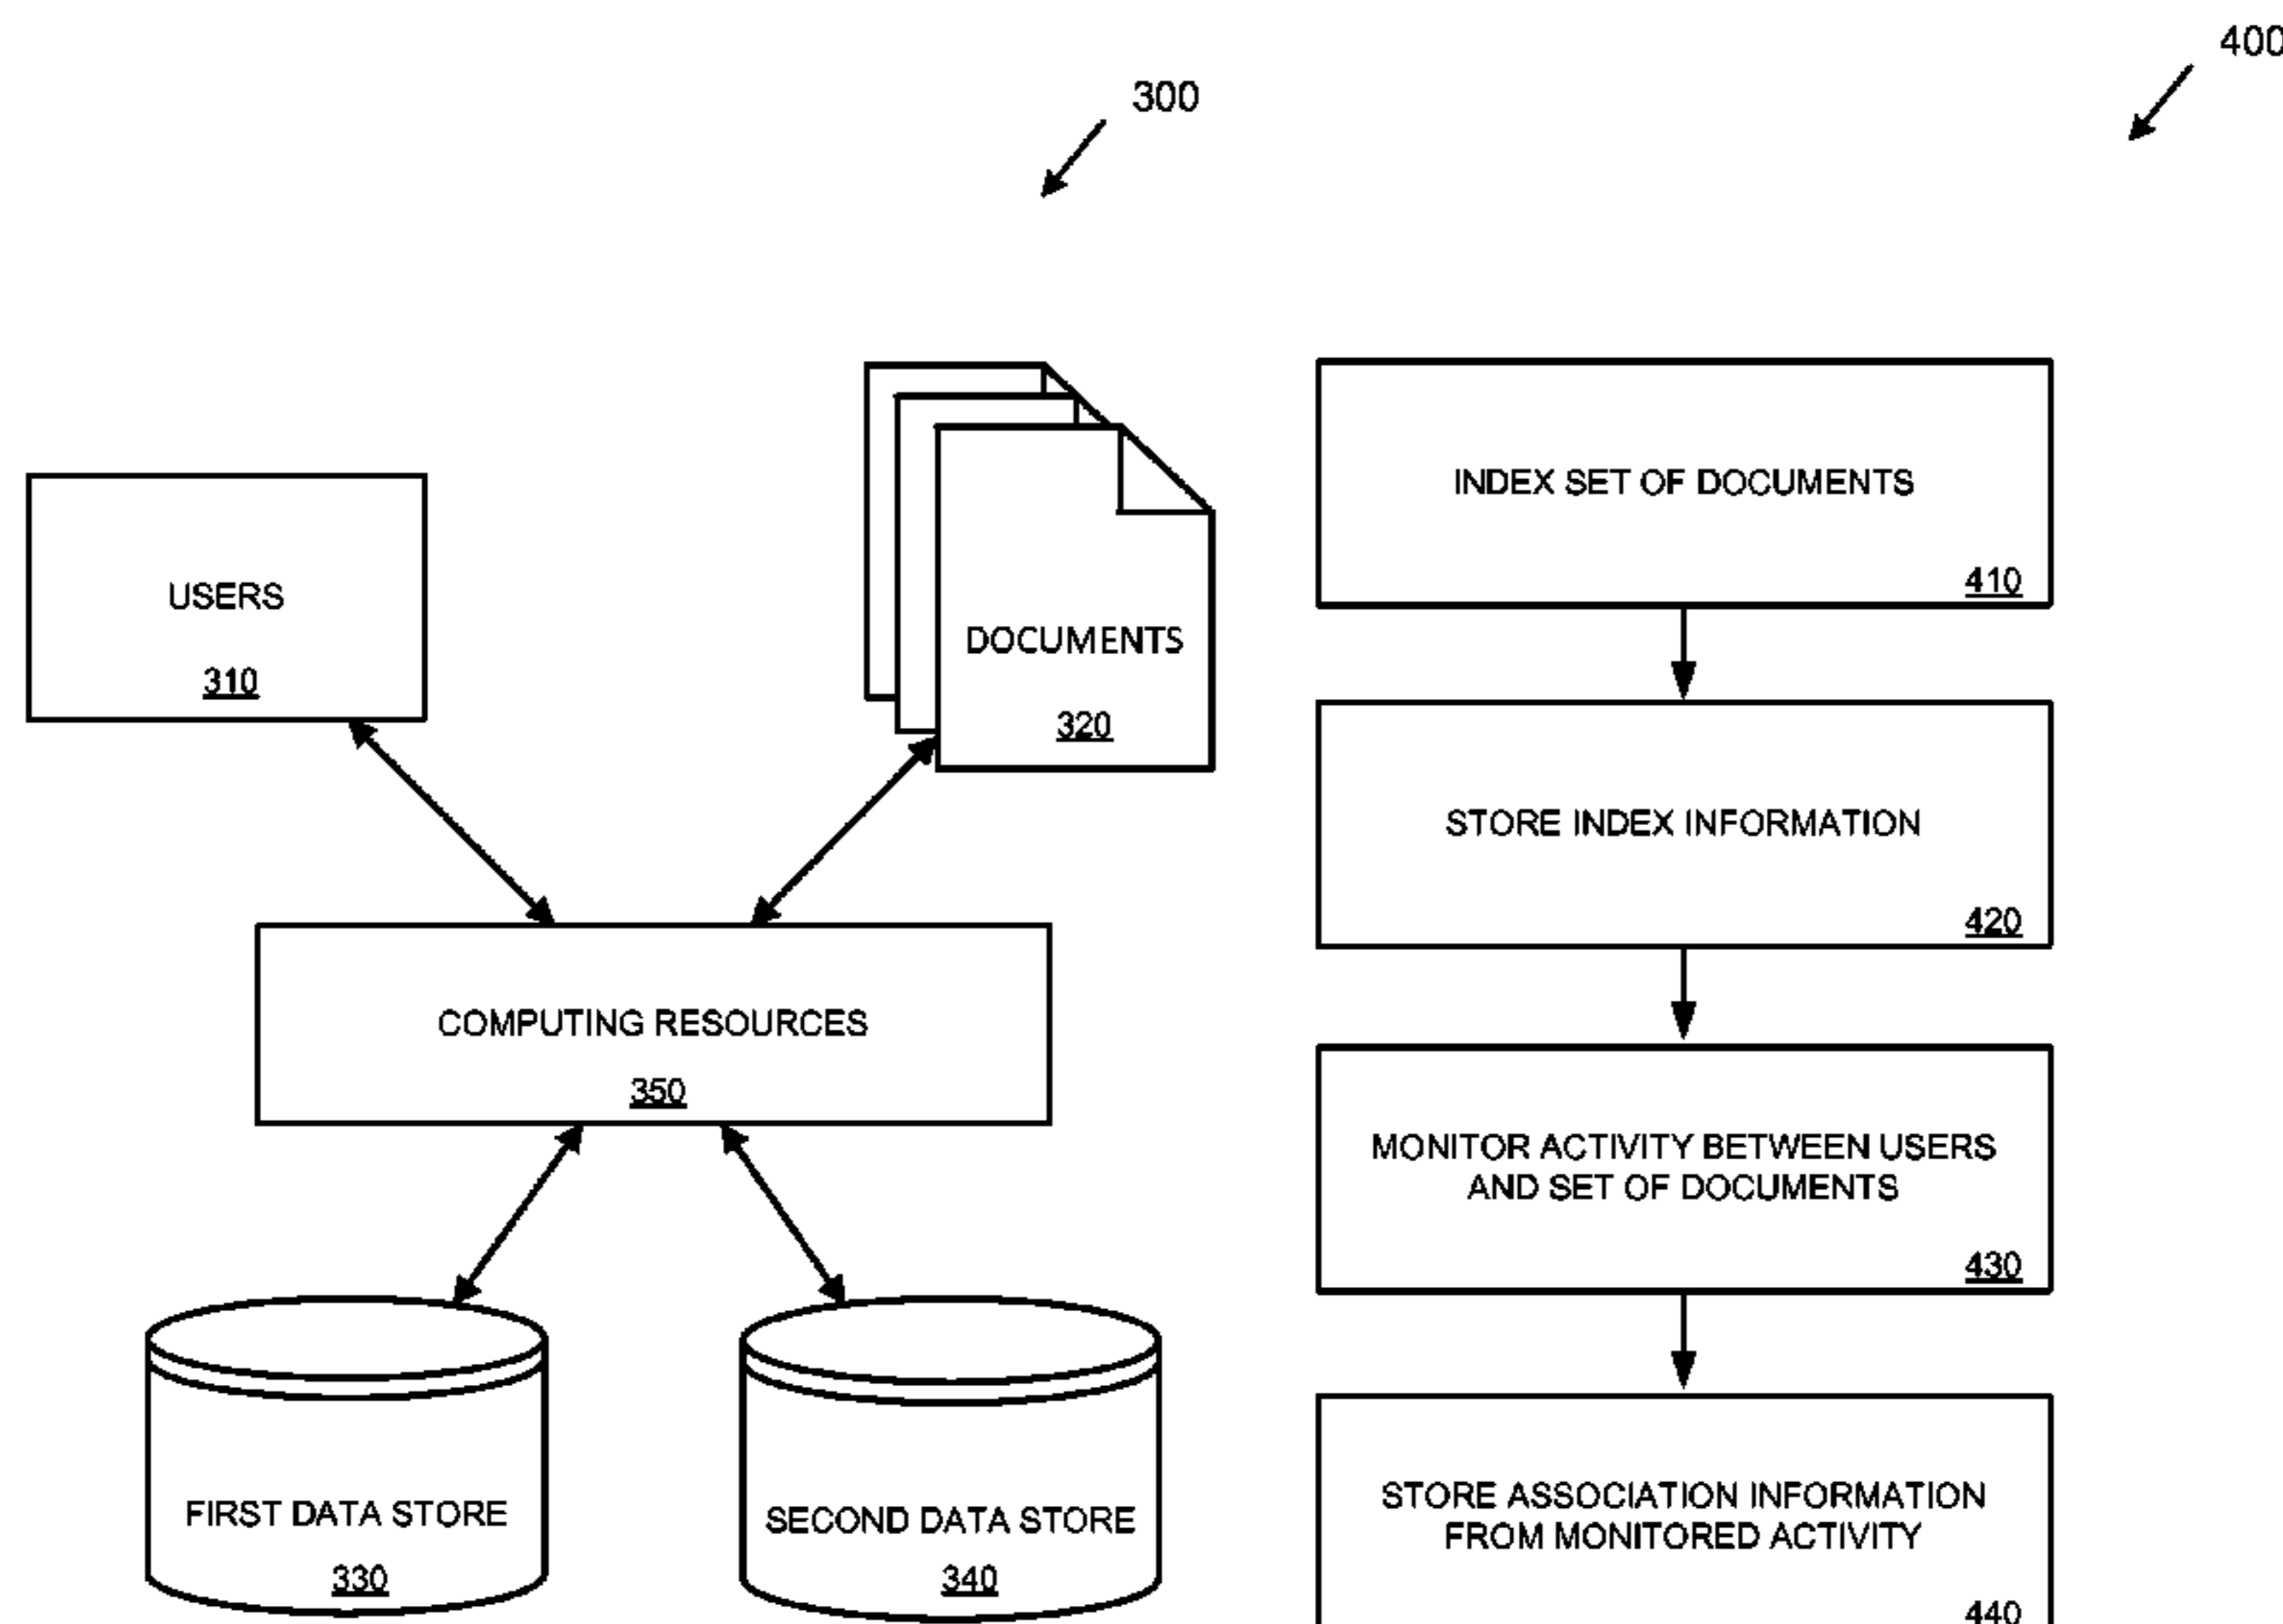 300
USERS
310
DOCUMENTS
320
COMPUTING RESOURCES
350
FIRST DATA STORE
330
SECOND DATA STORE
340
400
INDEX SET OF DOCUMENTS
410
STORE INDEX INFORMATION
420
MONITOR ACTIVITY BETWEEN USERS
AND SET OF DOCUMENTS
430
STORE ASSOCIATION INFORMATION
FROM MONITORED ACTIVITY
440